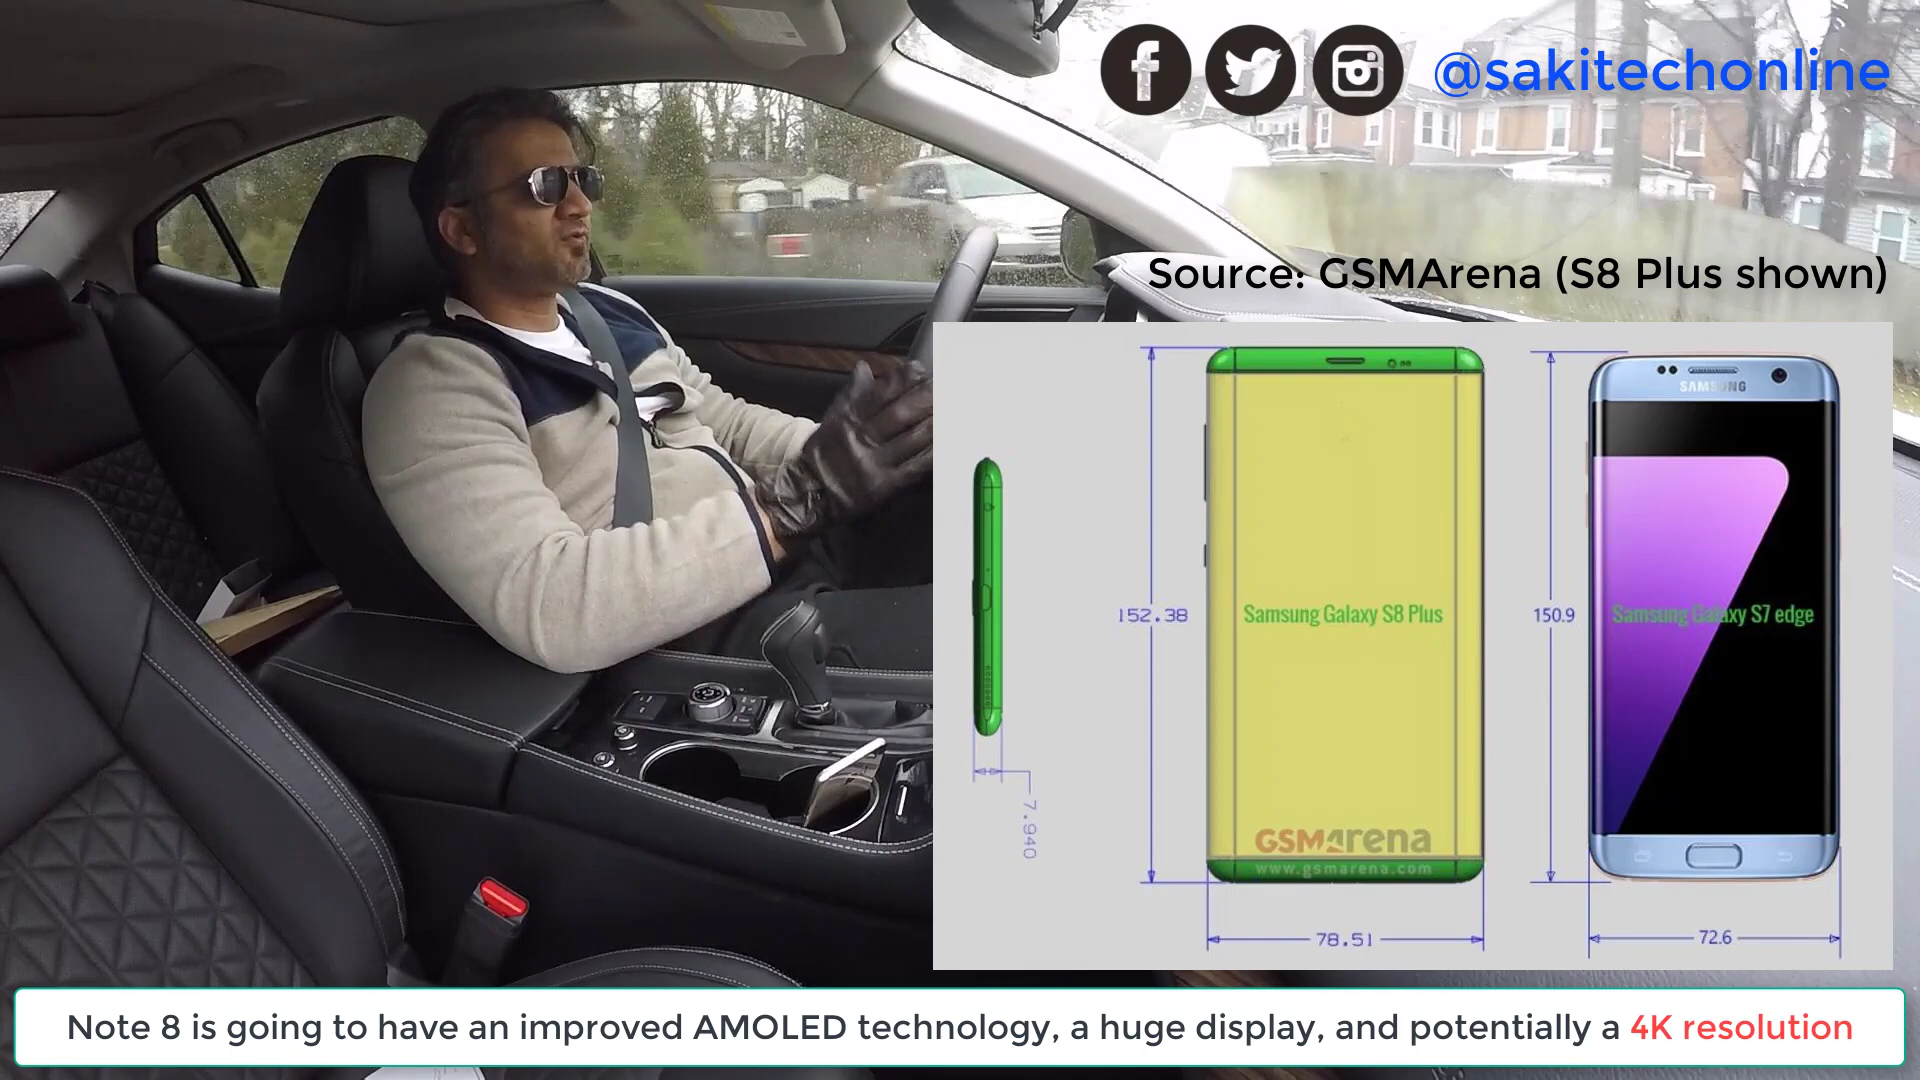 @sakitechonline
Source: GSMArena (S8 Plus shown)
SAMSUNG
152.38
Samsung Galaxy S8 Plus
150.9
Samsung Galaxy S7 edge
7.940
GSMArena
www.gsmarena.com
78.51
72.6
Note 8 is going to have an improved AMOLED technology, a huge display, and potentially a 4K resolution